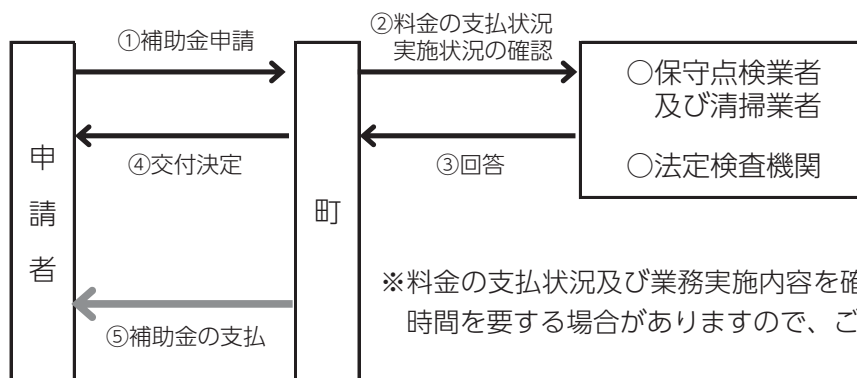 ①補助金申請
②料金の支払状況
実施状況の確認
○保守点検業者
及び清掃業者
○法定検査機関
④交付決定
③回答
申請者
町
⑤補助金の支払
※料金の支払状況及び業務実施内容を確
時間を要する場合がありますので、ご